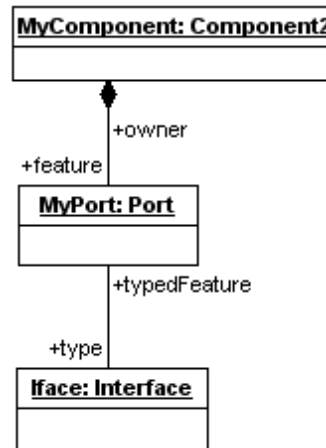 MyComponent: Component2
+owner
+feature
MyPort: Port
+typedFeature
+type
Iface: Interface